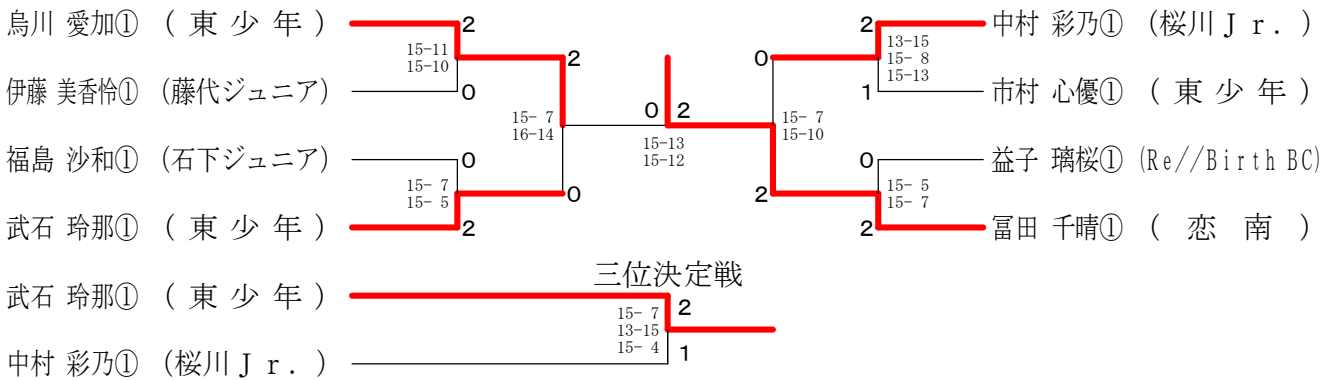 烏川 愛加① (東少年) 2 2 中村 彩乃① (桜川Jr.)
15-11
15-10 2 0 13-15
15- 8
15-13
伊藤 美香怜① (藤代ジュニア) 0 1 市村 心優① (東少年)
15- 7
16-14 0 2 15- 7
15-10
15-13
15-12
福島 沙和① (石下ジュニア) 0 0 益子 璃桜① (Re//Birth BC)
15- 7
15- 5 0 2 15- 5
15- 7
武石 玲那① (東少年) 2 2 冨田 千晴① (恋南)
三位決定戦
武石 玲那① (東少年) 2
15- 7
13-15
15- 4
中村 彩乃① (桜川Jr.) 1